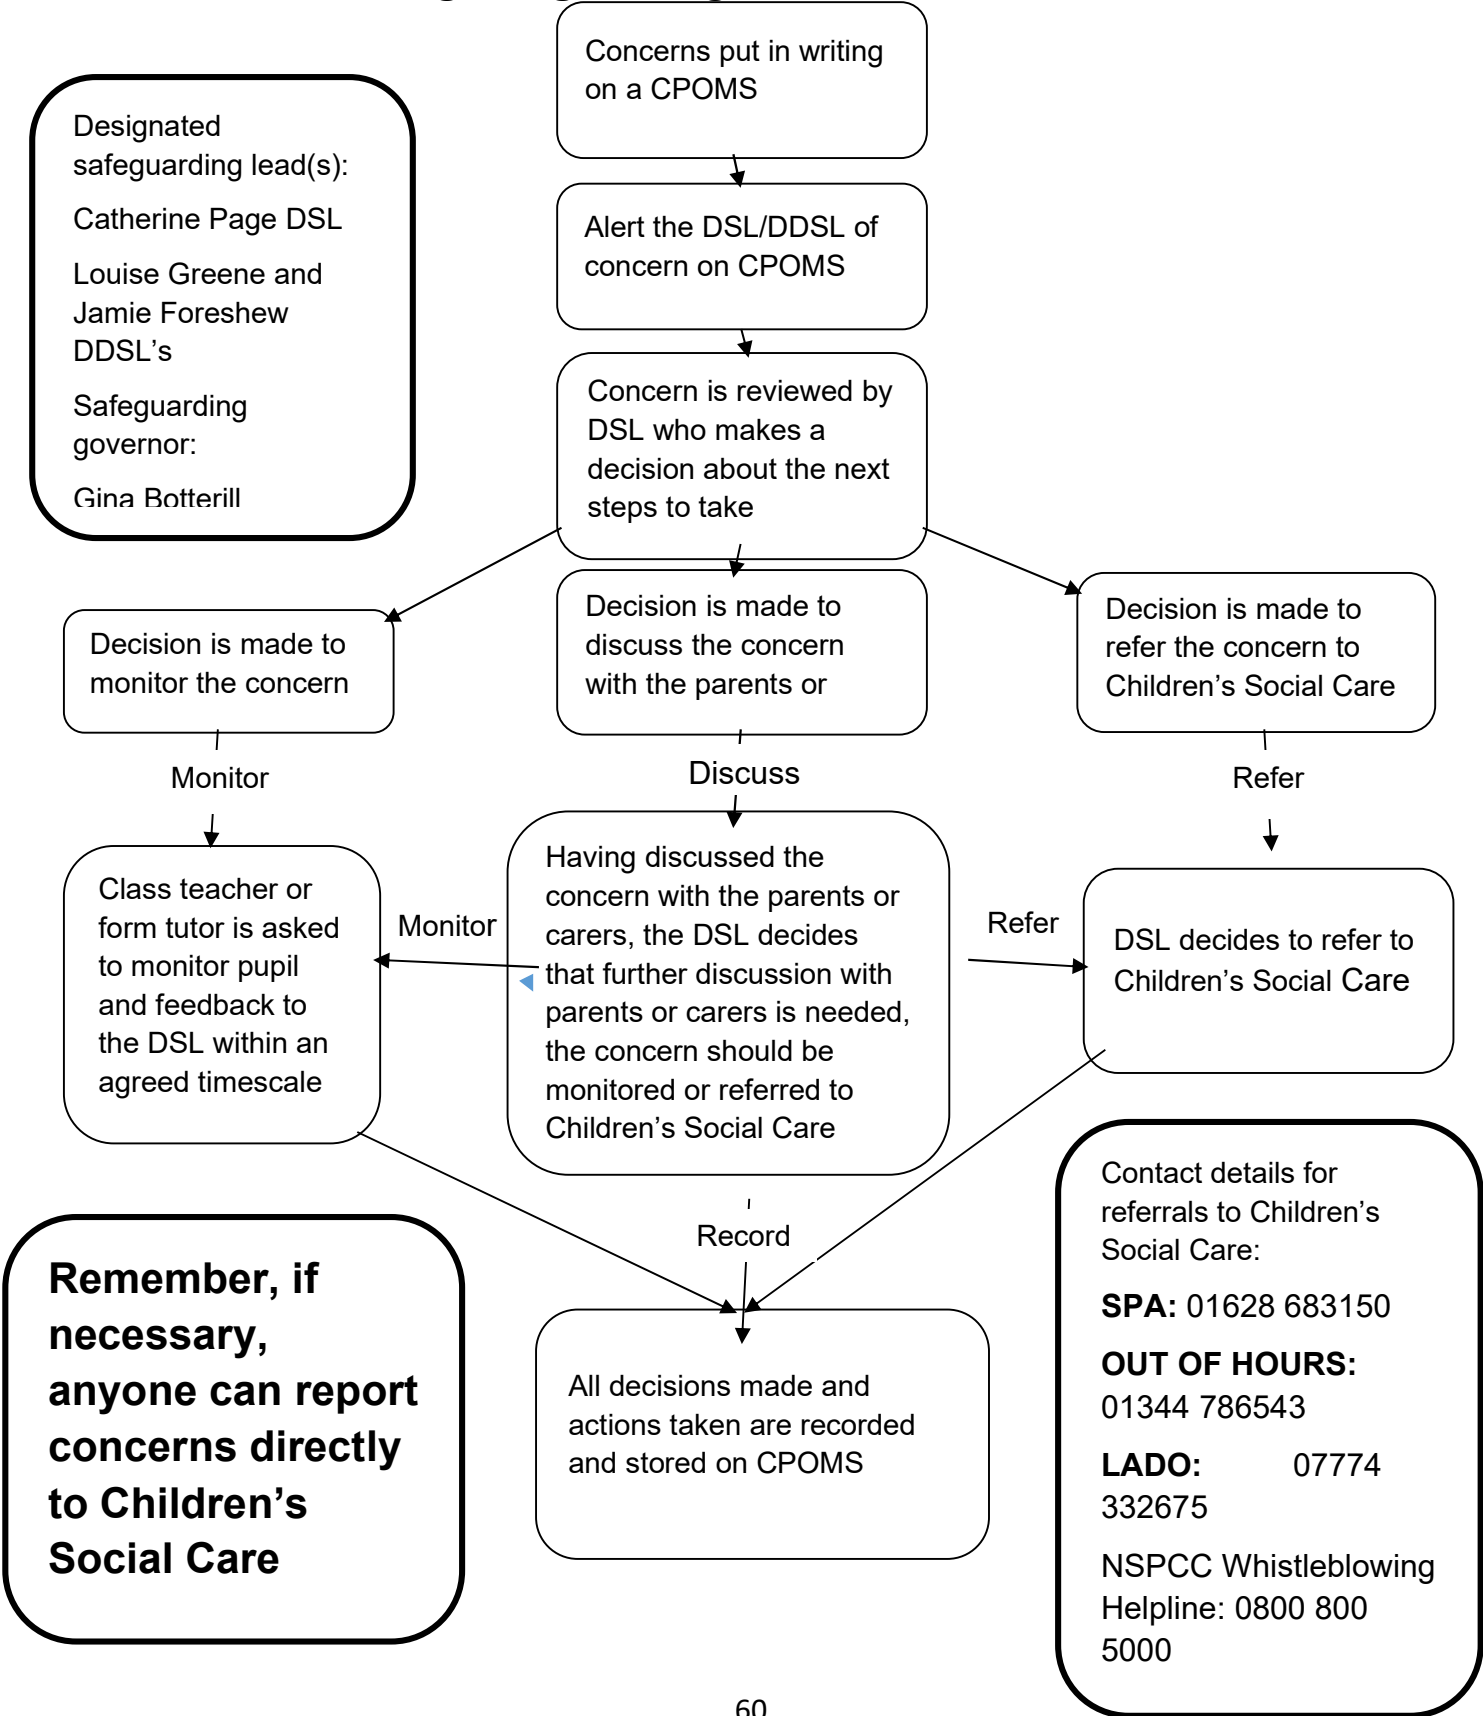 Concerns put in writing
on a CPOMS
Designated
safeguarding lead(s):
Catherine Page DSL
Louise Greene and
Jamie Foreshew
DDSL’s
Safeguarding
governor:
Gina Botterill
Alert the DSL/DDSL of
concern on CPOMS
Concern is reviewed by
DSL who makes a
decision about the next
steps to take
Decision is made to
monitor the concern
Decision is made to
discuss the concern
with the parents or
Decision is made to
refer the concern to
Children’s Social Care
Monitor
Discuss
Refer
Class teacher or
form tutor is asked
to monitor pupil
and feedback to
the DSL within an
agreed timescale
Monitor
Having discussed the
concern with the parents or
carers, the DSL decides
that further discussion with
parents or carers is needed,
the concern should be
monitored or referred to
Children’s Social Care
Refer
DSL decides to refer to
Children’s Social Care
Record
Remember, if
necessary,
anyone can report
concerns directly
to Children’s
Social Care
All decisions made and
actions taken are recorded
and stored on CPOMS
Contact details for
referrals to Children’s
Social Care:
SPA: 01628 683150
OUT OF HOURS:
01344 786543
LADO: 07774
332675
NSPCC Whistleblowing
Helpline: 0800 800
5000
60